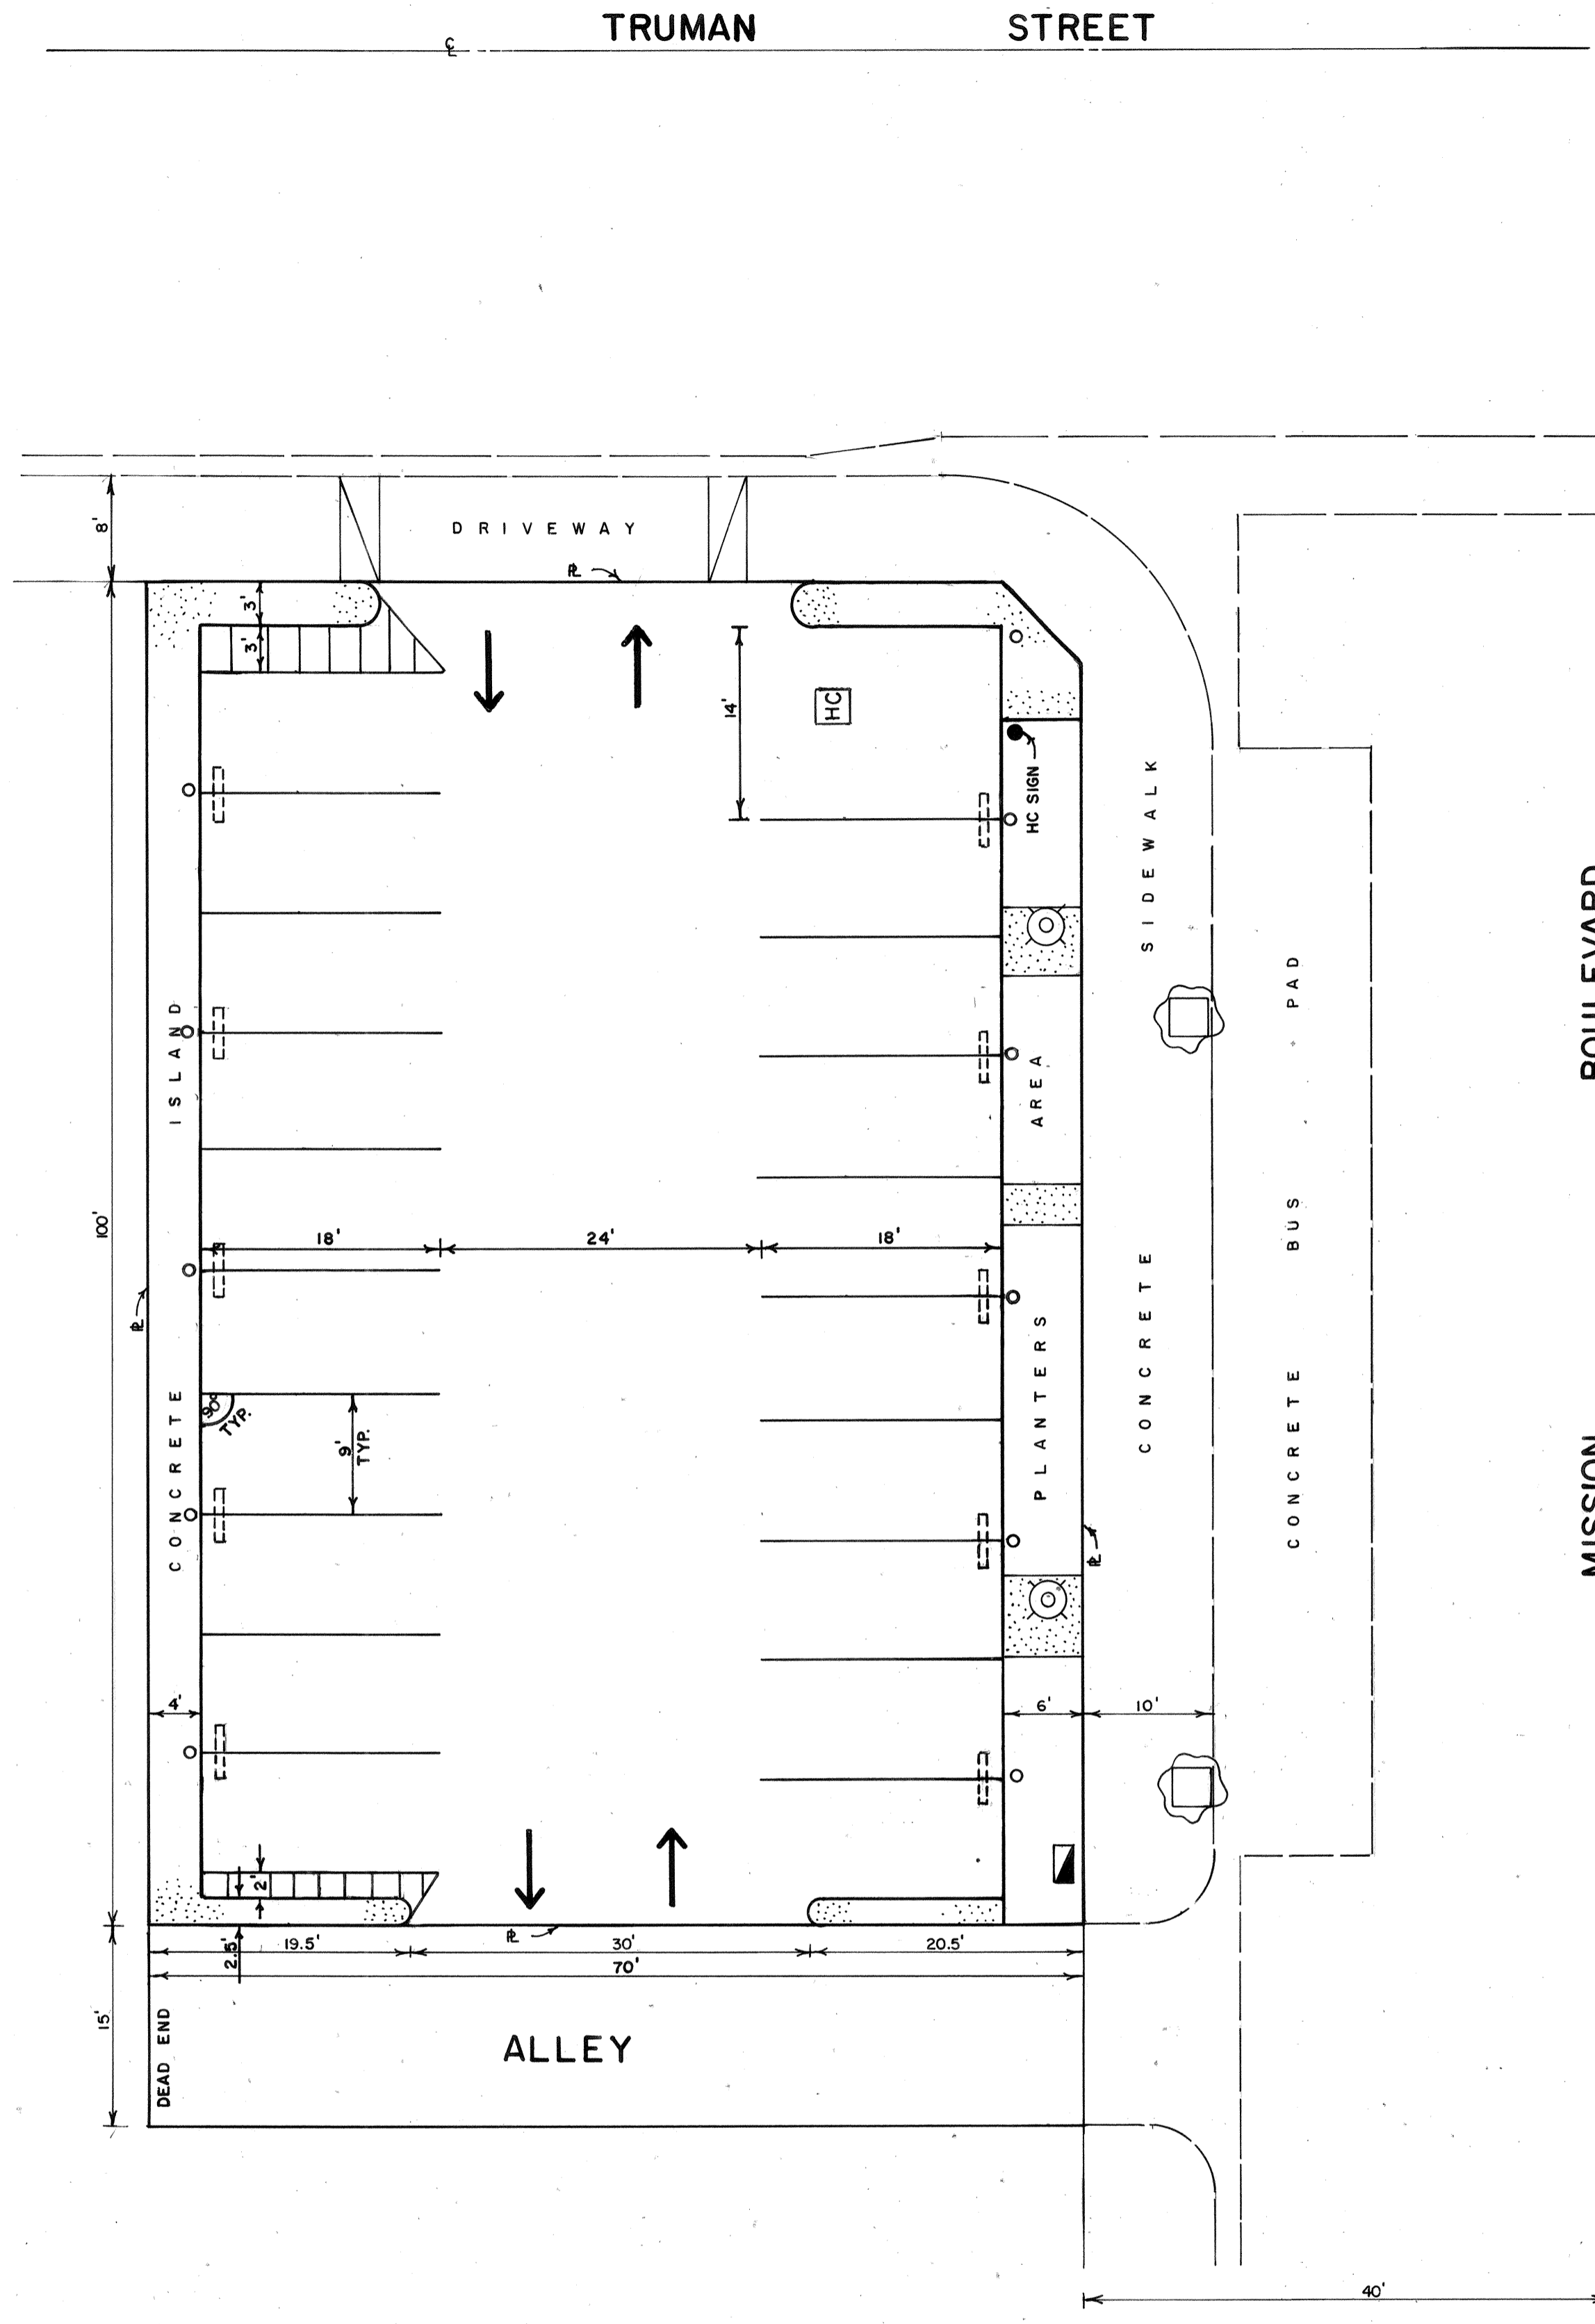 TRUMAN STREET
℄
8'
DRIVEWAY
℄
3'
3'
14'
HC
HC SIGN
SIDEWALK
BOULEVARD
ISLAND
AREA
BUS PAD
100'
18'
24'
18'
℄
PLANTERS
CONCRETE
CONCRETE
CONCRETE
90°
TYP.
9'
TYP.
MISSION
℄
4'
6'
10'
2'
2.5'
℄
19.5'
30'
20.5'
70'
15'
DEAD END
ALLEY
40'